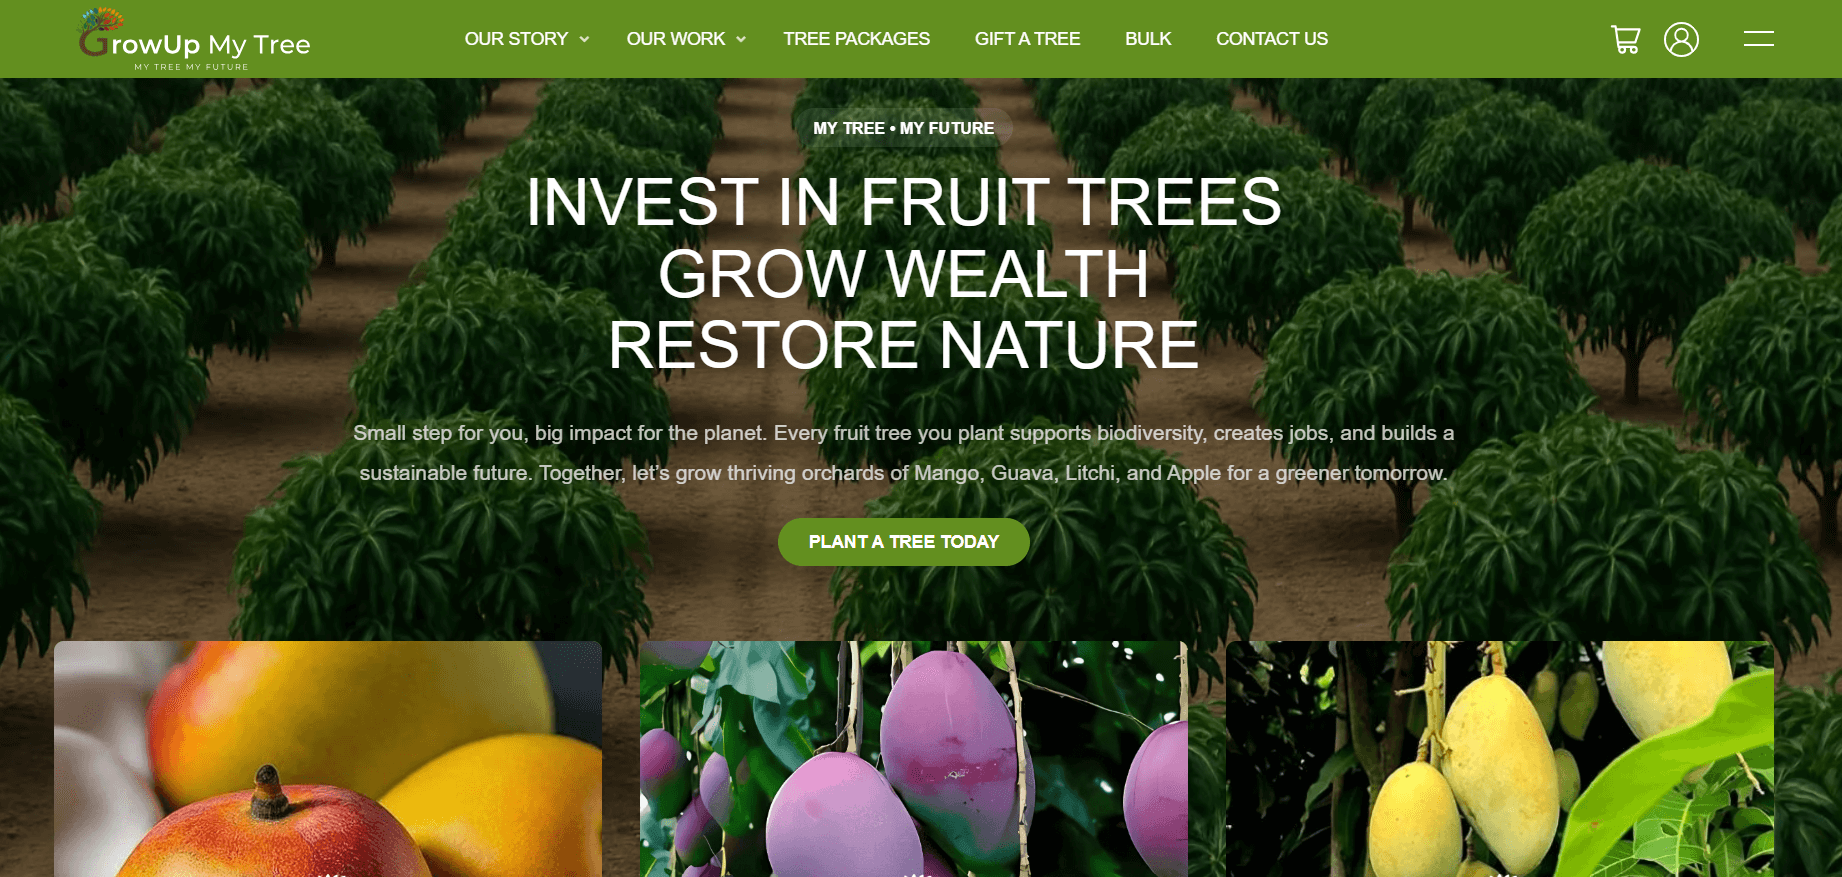 GrowUp My Tree
MY TREE MY FUTURE
OUR STORY
OUR WORK
TREE PACKAGES
GIFT A TREE
BULK
CONTACT US
MY TREE • MY FUTURE
INVEST IN FRUIT TREES
GROW WEALTH
RESTORE NATURE
Small step for you, big impact for the planet. Every fruit tree you plant supports biodiversity, creates jobs, and builds a
sustainable future. Together, let’s grow thriving orchards of Mango, Guava, Litchi, and Apple for a greener tomorrow.
PLANT A TREE TODAY